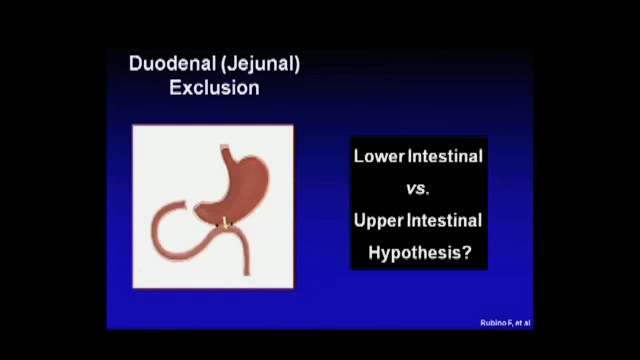 Duodenal (Jejunal)
Exclusion
Lower Intestinal
vs.
Upper Intestinal
Hypothesis?
Rubino F, et al